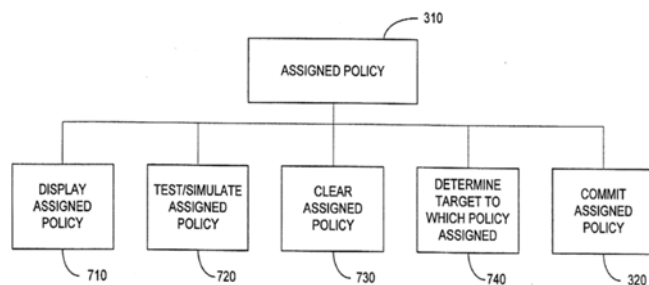 310
ASSIGNED POLICY
DISPLAY
ASSIGNED
POLICY
TEST/SIMULATE
ASSIGNED
POLICY
CLEAR
ASSIGNED
POLICY
DETERMINE
TARGET TO
WHICH POLICY
ASSIGNED
COMMIT
ASSIGNED
POLICY
710
720
730
740
320